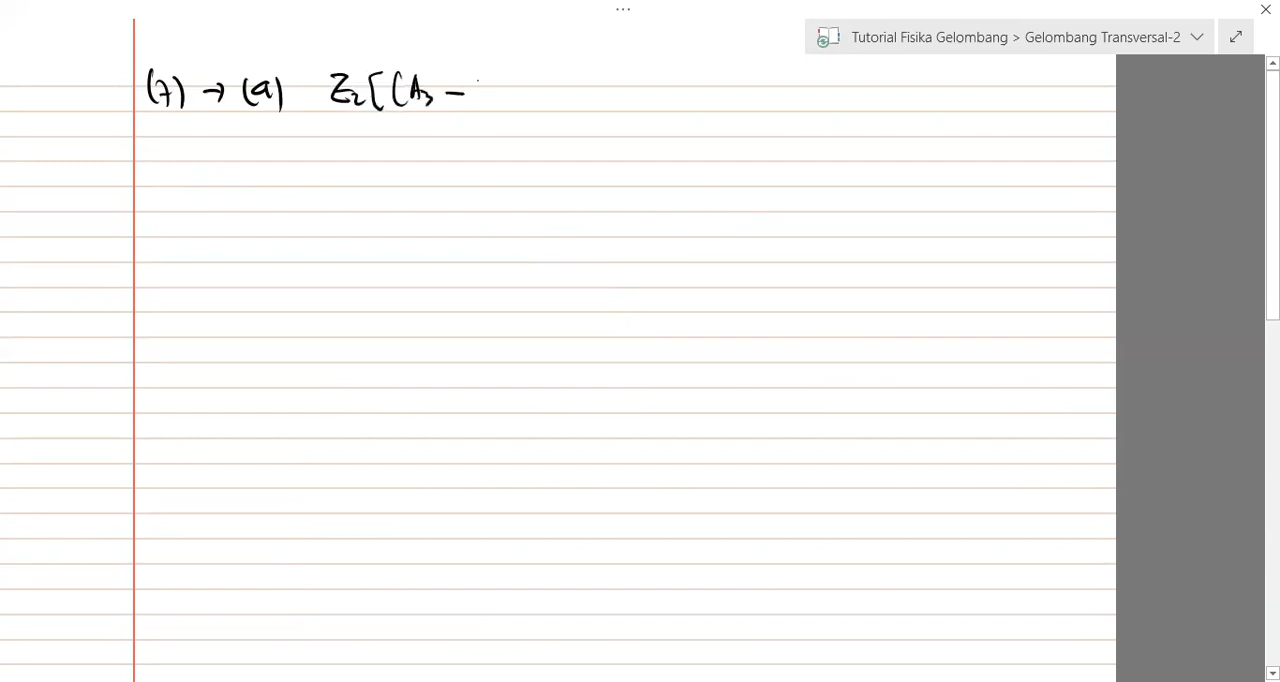 Tutorial Fisika Gelombang > Gelombang Transversal-2
(7) → (a) Z₂[(A₃ −